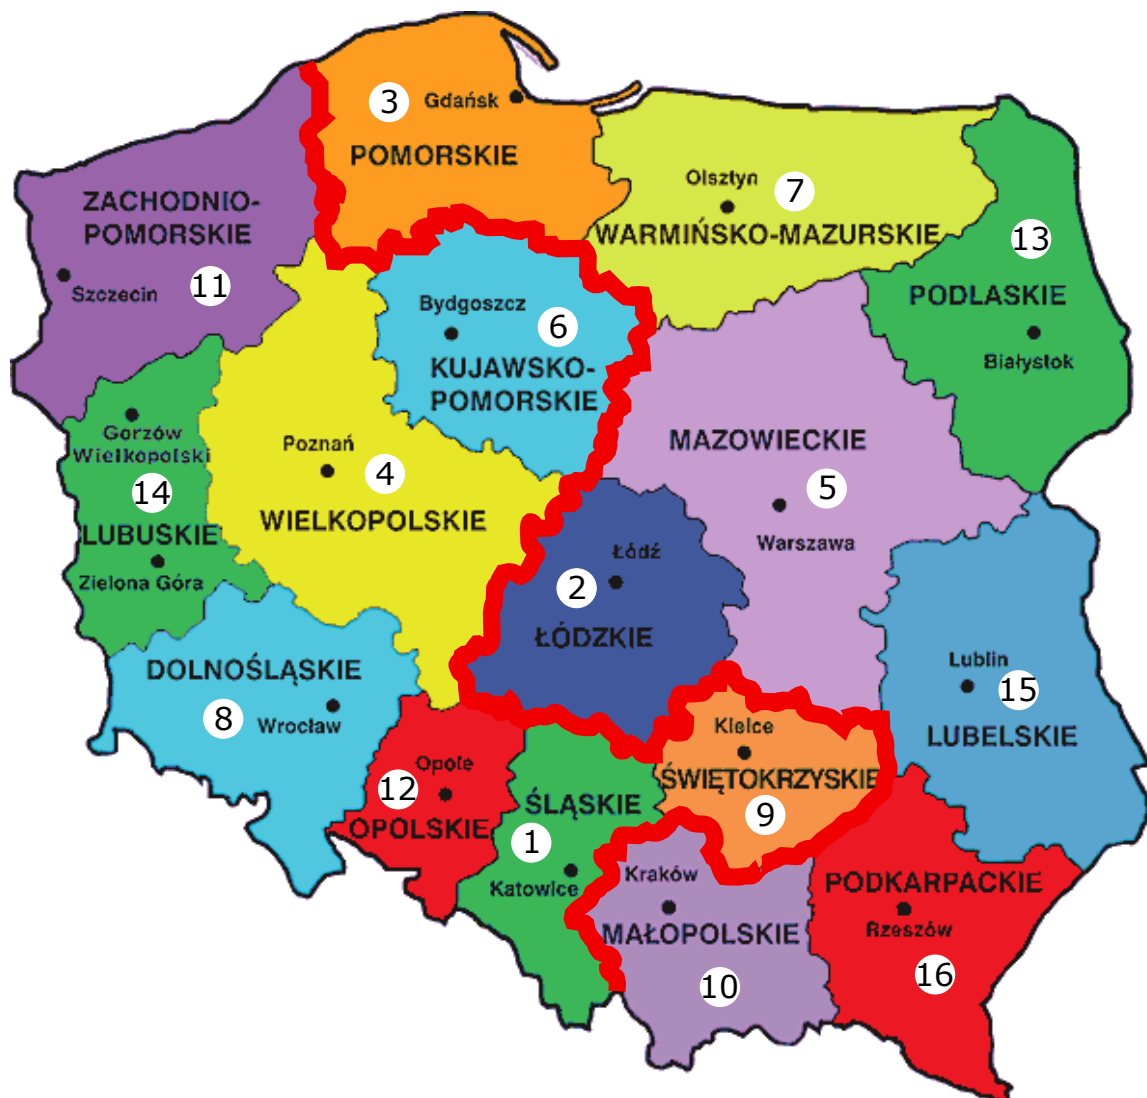 3
Gdańsk
POMORSKIE
Olsztyn
7
WARMIŃSKO-MAZURSKIE
ZACHODNIO-
POMORSKIE
Szczecin
11
13
PODLASKIE
Białystok
Bydgoszcz
6
KUJAWSKO-
POMORSKIE
Gorzów
Wielkopolski
14
LUBUSKIE
Zielona Góra
Poznań
4
WIELKOPOLSKIE
MAZOWIECKIE
5
Warszawa
Łódź
2
ŁÓDZKIE
DOLNOŚLĄSKIE
8
Wrocław
Lublin
15
LUBELSKIE
Kielce
ŚWIĘTOKRZYSKIE
9
Opole
12
OPOLSKIE
ŚLĄSKIE
1
Katowice
Kraków
MAŁOPOLSKIE
10
PODKARPACKIE
Rzeszów
16